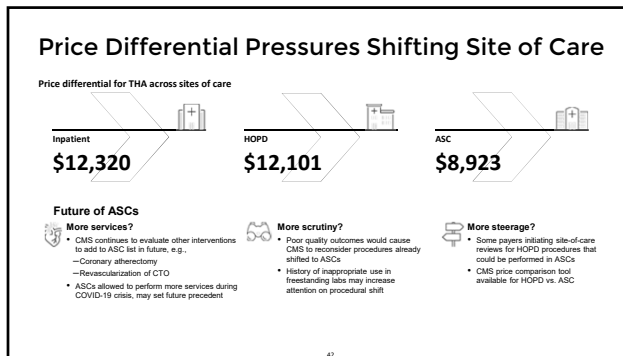 Price Differential Pressures Shifting Site of Care
Price differential for THA across sites of care
Inpatient
$12,320
HOPD
$12,101
ASC
$8,923
Future of ASCs
More services?
• CMS continues to evaluate other interventions
to add to ASC list in future, e.g.,
–Coronary atherectomy
–Revascularization of CTO
• ASCs allowed to perform more services during
COVID-19 crisis, may set future precedent
More scrutiny?
• Poor quality outcomes would cause
CMS to reconsider procedures already
shifted to ASCs
• History of inappropriate use in
freestanding labs may increase
attention on procedural shift
More steerage?
• Some payers initiating site-of-care
reviews for HOPD procedures that
could be performed in ASCs
• CMS price comparison tool
available for HOPD vs. ASC
42